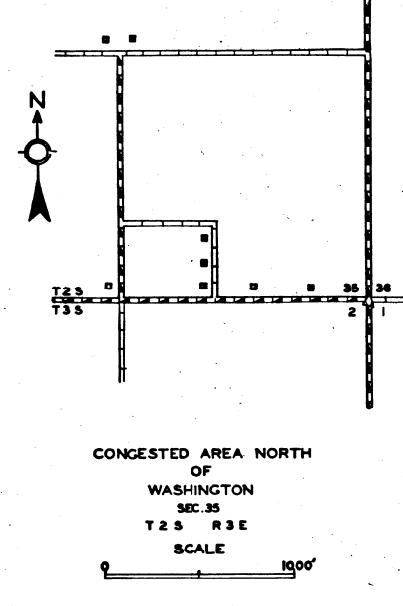 N
T2S
35 36
T3S
2 1
CONGESTED AREA NORTH
OF
WASHINGTON
SEC.35
T2S R3E
SCALE
0 1000'